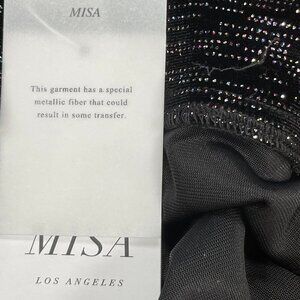 MISA
This garment has a special
metallic fiber that could
result in some transfer.
MISA
LOS ANGELES